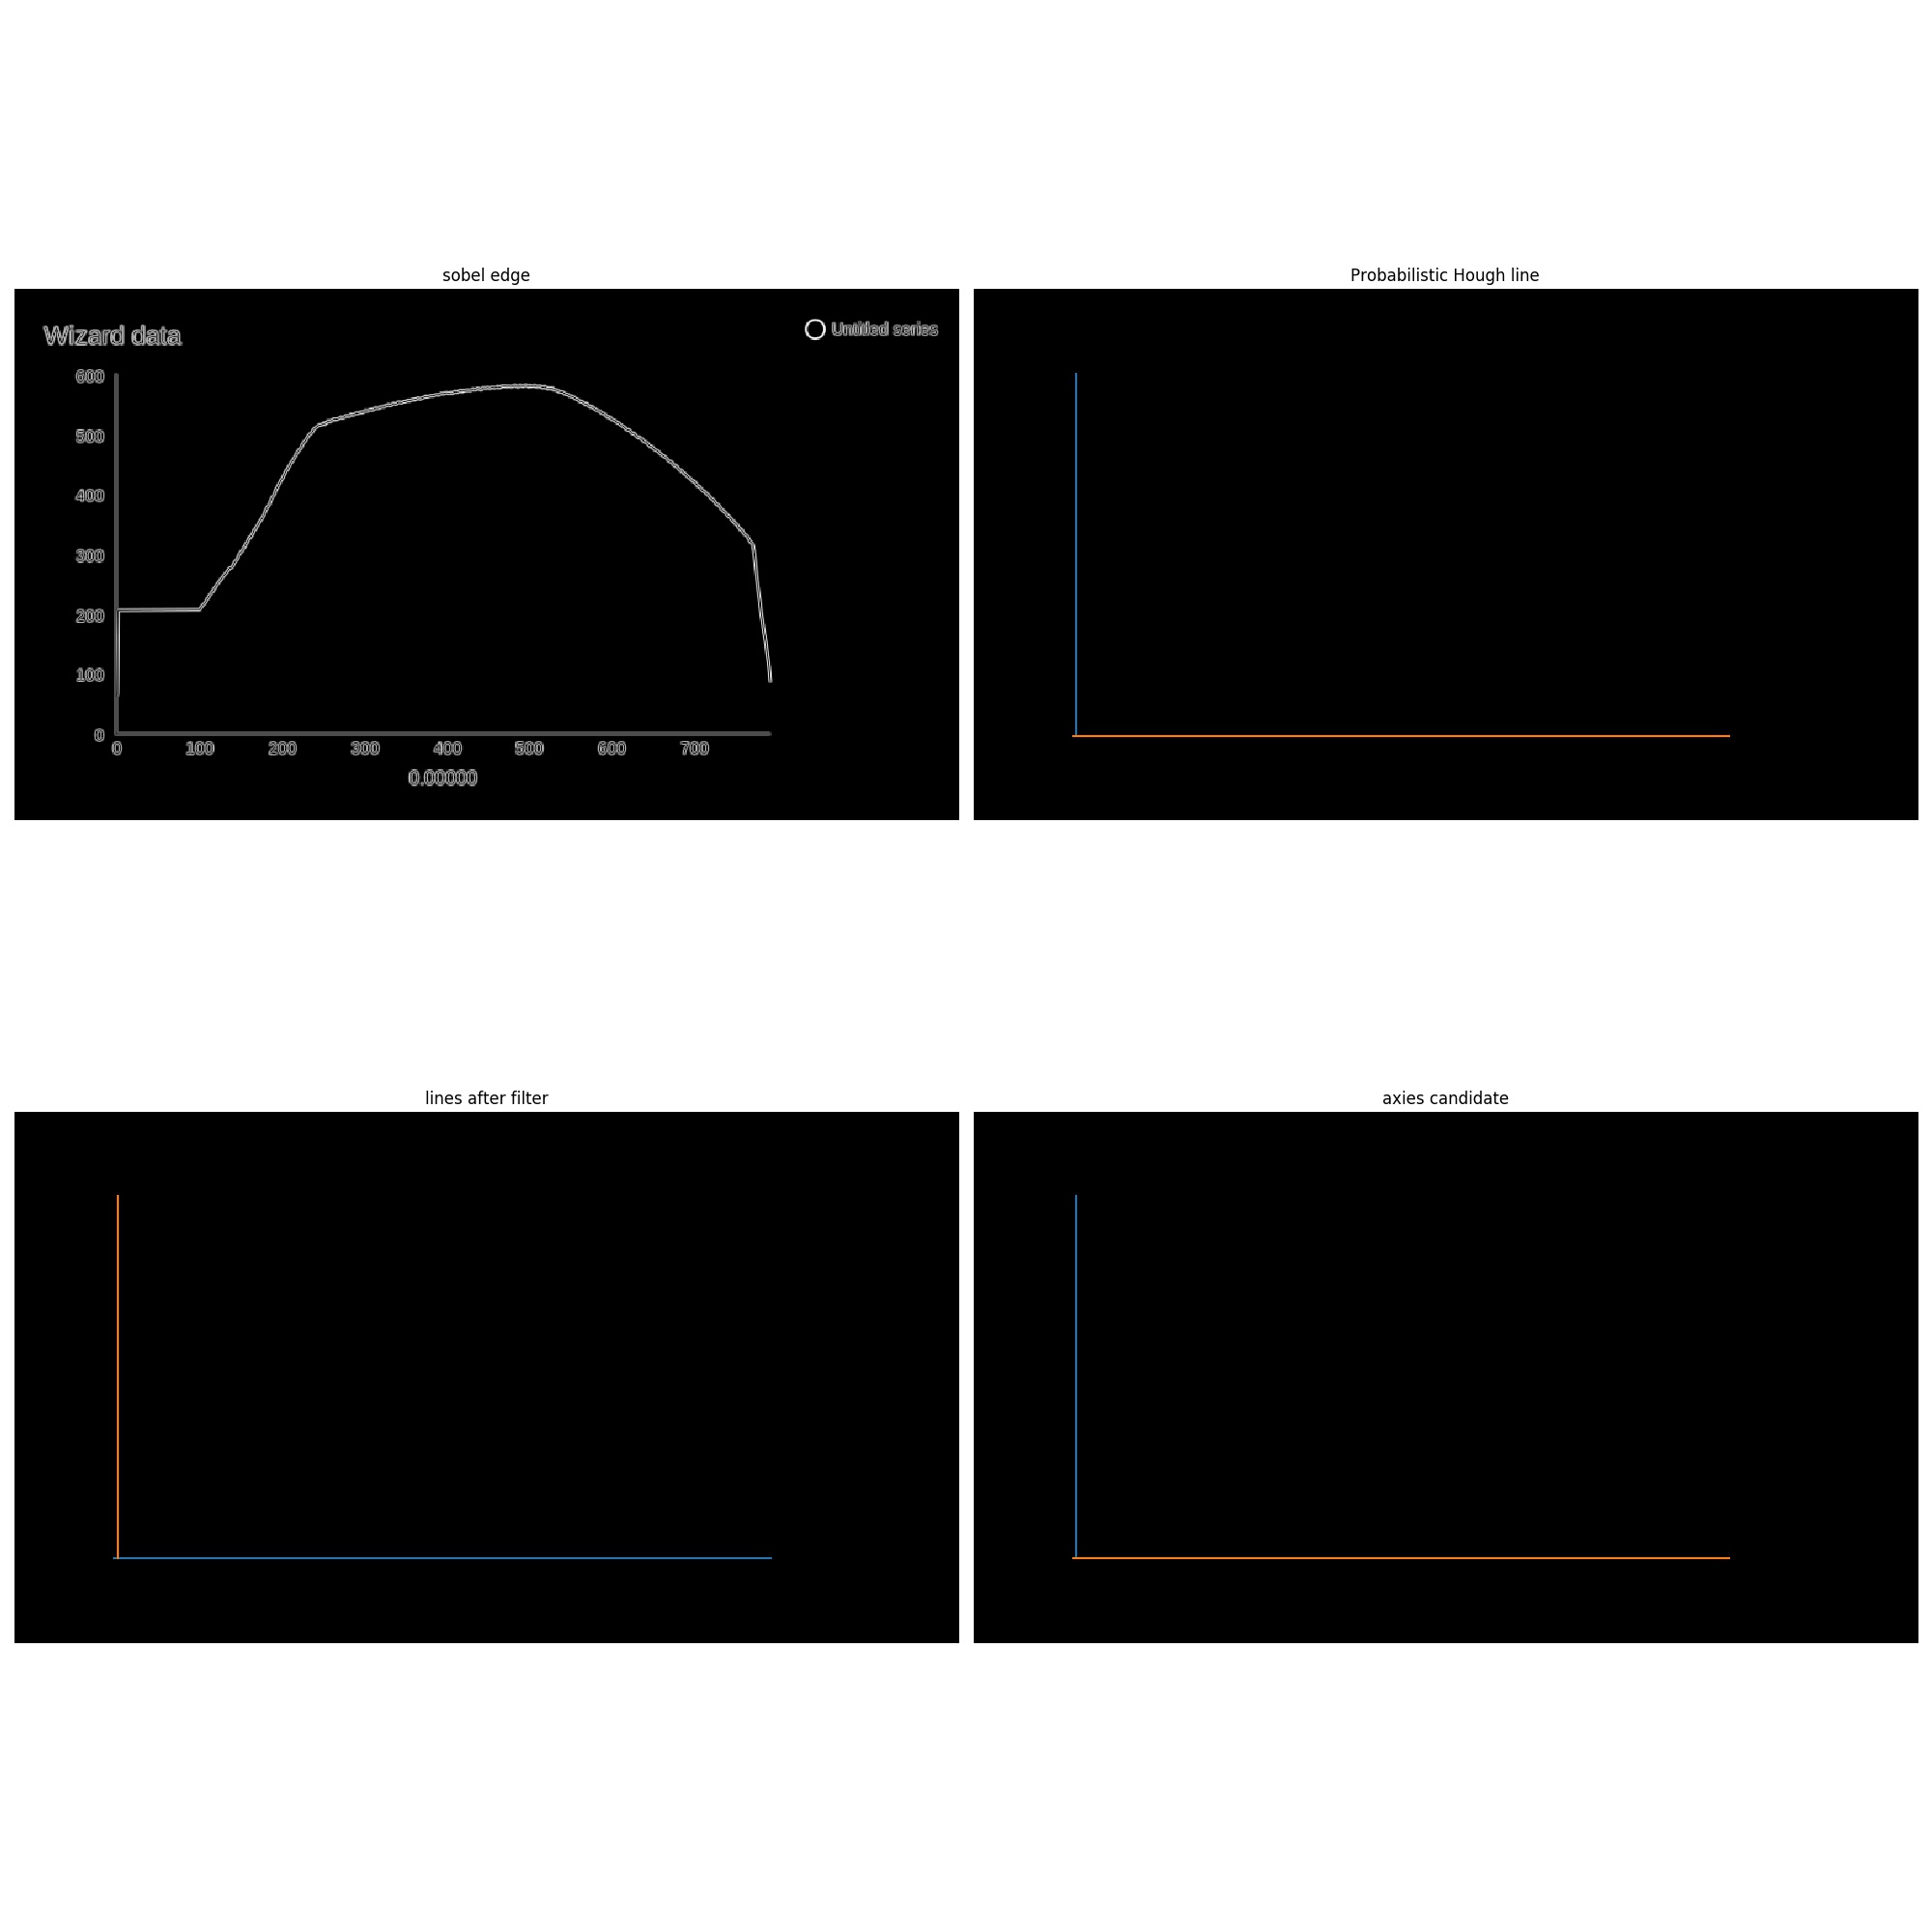 sobel edge
Wizard data
Untitled series
600
500
400
300
200
100
0
0 100 200 300 400 500 600 700
0.00000
Probabilistic Hough line
lines after filter
axies candidate